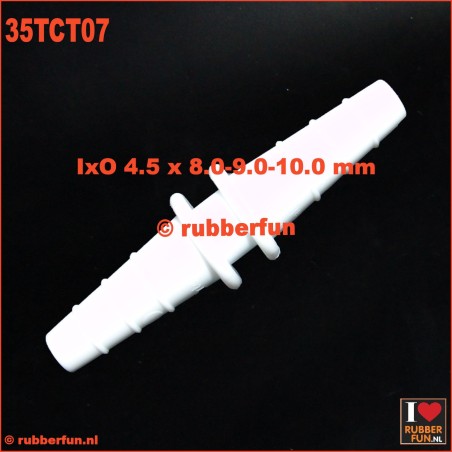 35TCT07
IxO 4.5 x 8.0-9.0-10.0 mm
© rubberfun
© rubberfun.nl
I ❤
RUBBER
FUN.NL